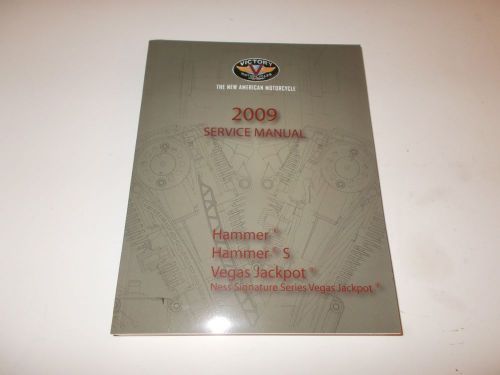 VICTORY
THE NEW AMERICAN MOTORCYCLE
2009
SERVICE MANUAL
Hammer®
Hammer® S
Vegas Jackpot®
Ness Signature Series Vegas Jackpot®